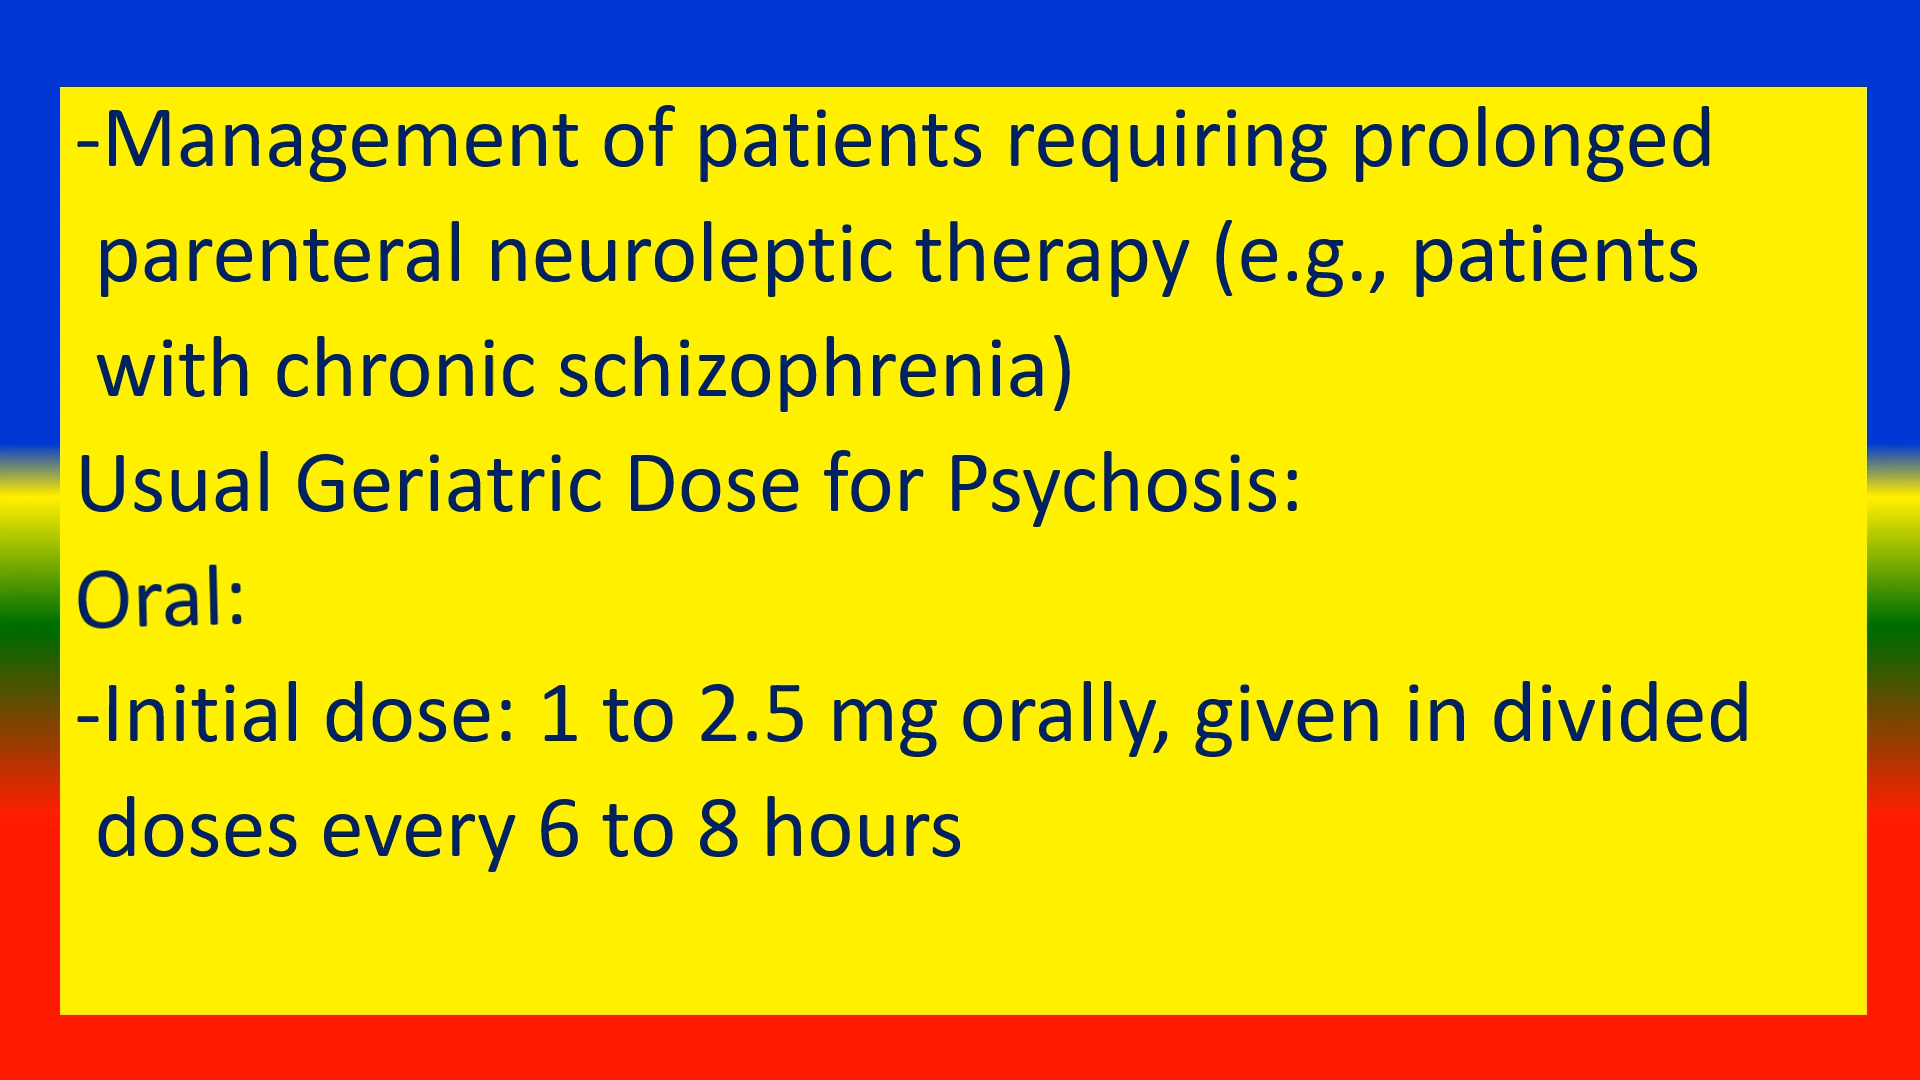 -Management of patients requiring prolonged
parenteral neuroleptic therapy (e.g., patients
with chronic schizophrenia)
Usual Geriatric Dose for Psychosis:
Oral:
-Initial dose: 1 to 2.5 mg orally, given in divided
doses every 6 to 8 hours